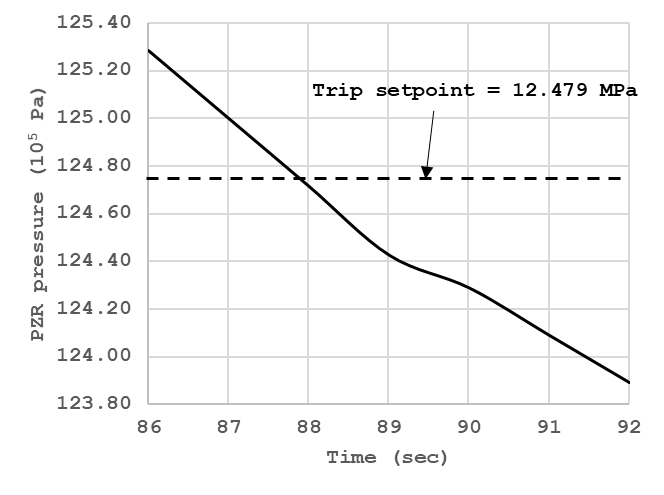 125.40
125.20
125.00
124.80
124.60
124.40
124.20
124.00
123.80
PZR pressure (10⁵ Pa)
Trip setpoint = 12.479 MPa
86 87 88 89 90 91 92
Time (sec)